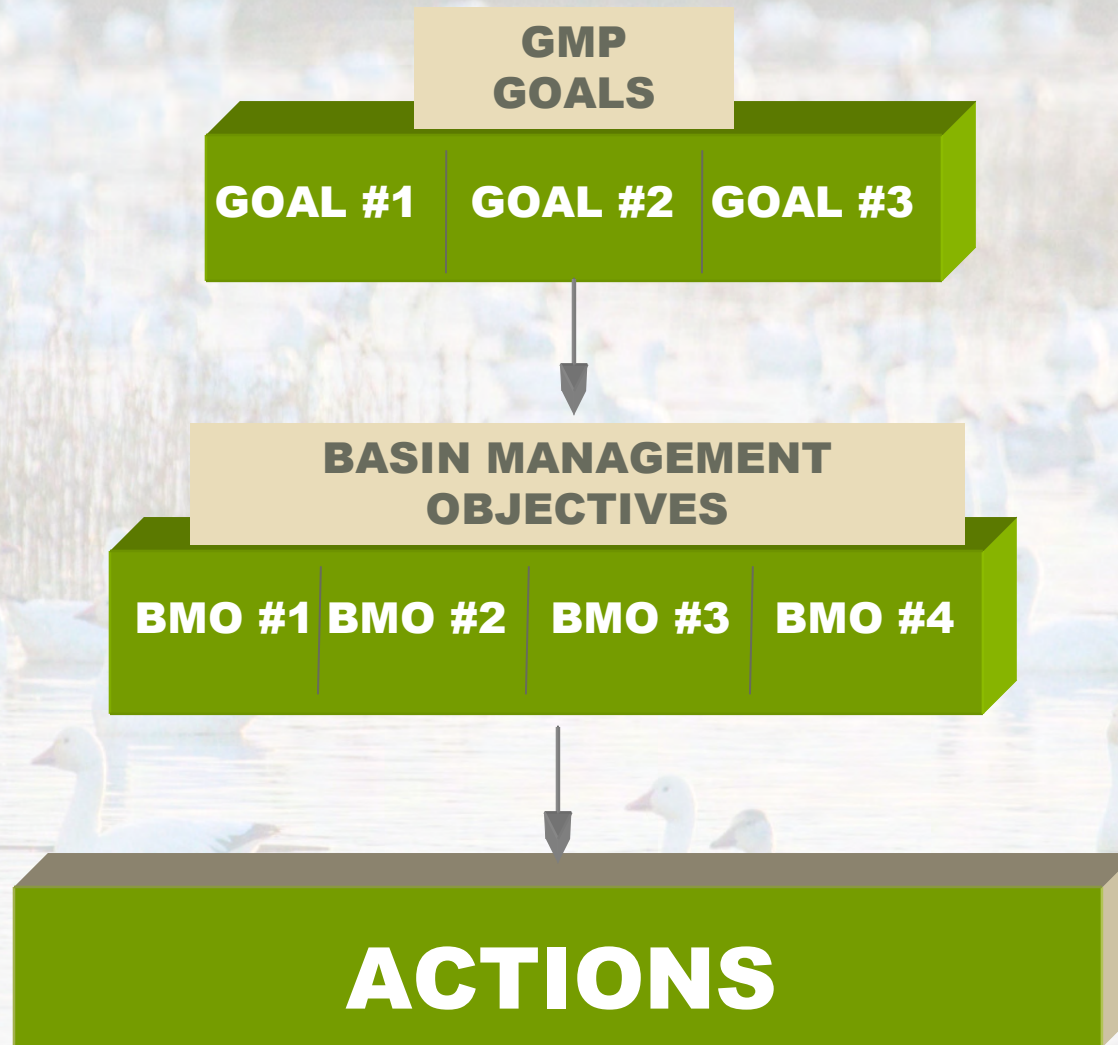 GMP
GOALS
GOAL #1 GOAL #2 GOAL #3
BASIN MANAGEMENT
OBJECTIVES
BMO #1 BMO #2 BMO #3 BMO #4
ACTIONS